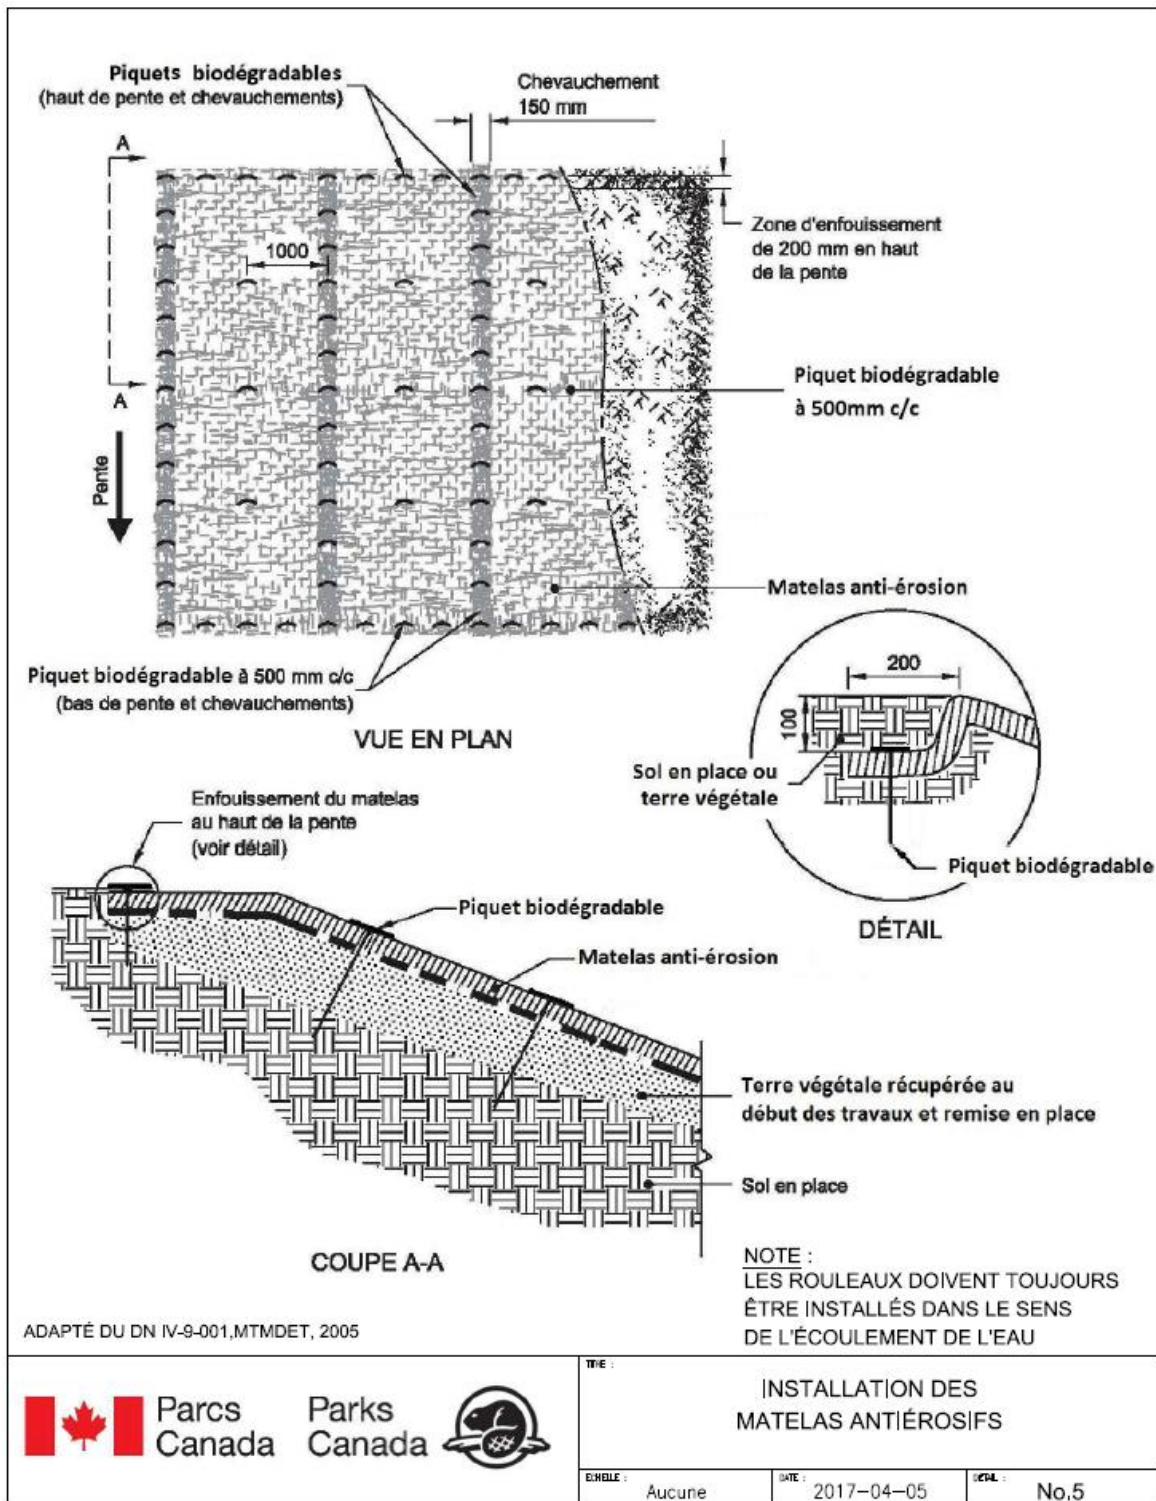 Piquets biodégradables
(haut de pente et chevauchements)
Chevauchement
150 mm
A
1000
Zone d'enfouissement
de 200 mm en haut
de la pente
Piquet biodégradable
à 500mm c/c
A
Pente
Matelas anti-érosion
Piquet biodégradable à 500 mm c/c
(bas de pente et chevauchements)
VUE EN PLAN
200
100
Sol en place ou
terre végétale
Piquet biodégradable
DÉTAIL
Enfouissement du matelas
au haut de la pente
(voir détail)
Piquet biodégradable
Matelas anti-érosion
Terre végétale récupérée au
début des travaux et remise en place
Sol en place
COUPE A-A
NOTE :
LES ROULEAUX DOIVENT TOUJOURS
ÊTRE INSTALLÉS DANS LE SENS
DE L'ÉCOULEMENT DE L'EAU
ADAPTÉ DU DN IV-9-001,MTMDET, 2005
Parcs
Canada
Parks
Canada
TITRE :
INSTALLATION DES
MATELAS ANTIÉROSIFS
ECHELLE :
Aucune
DATE :
2017-04-05
DETAIL :
No.5